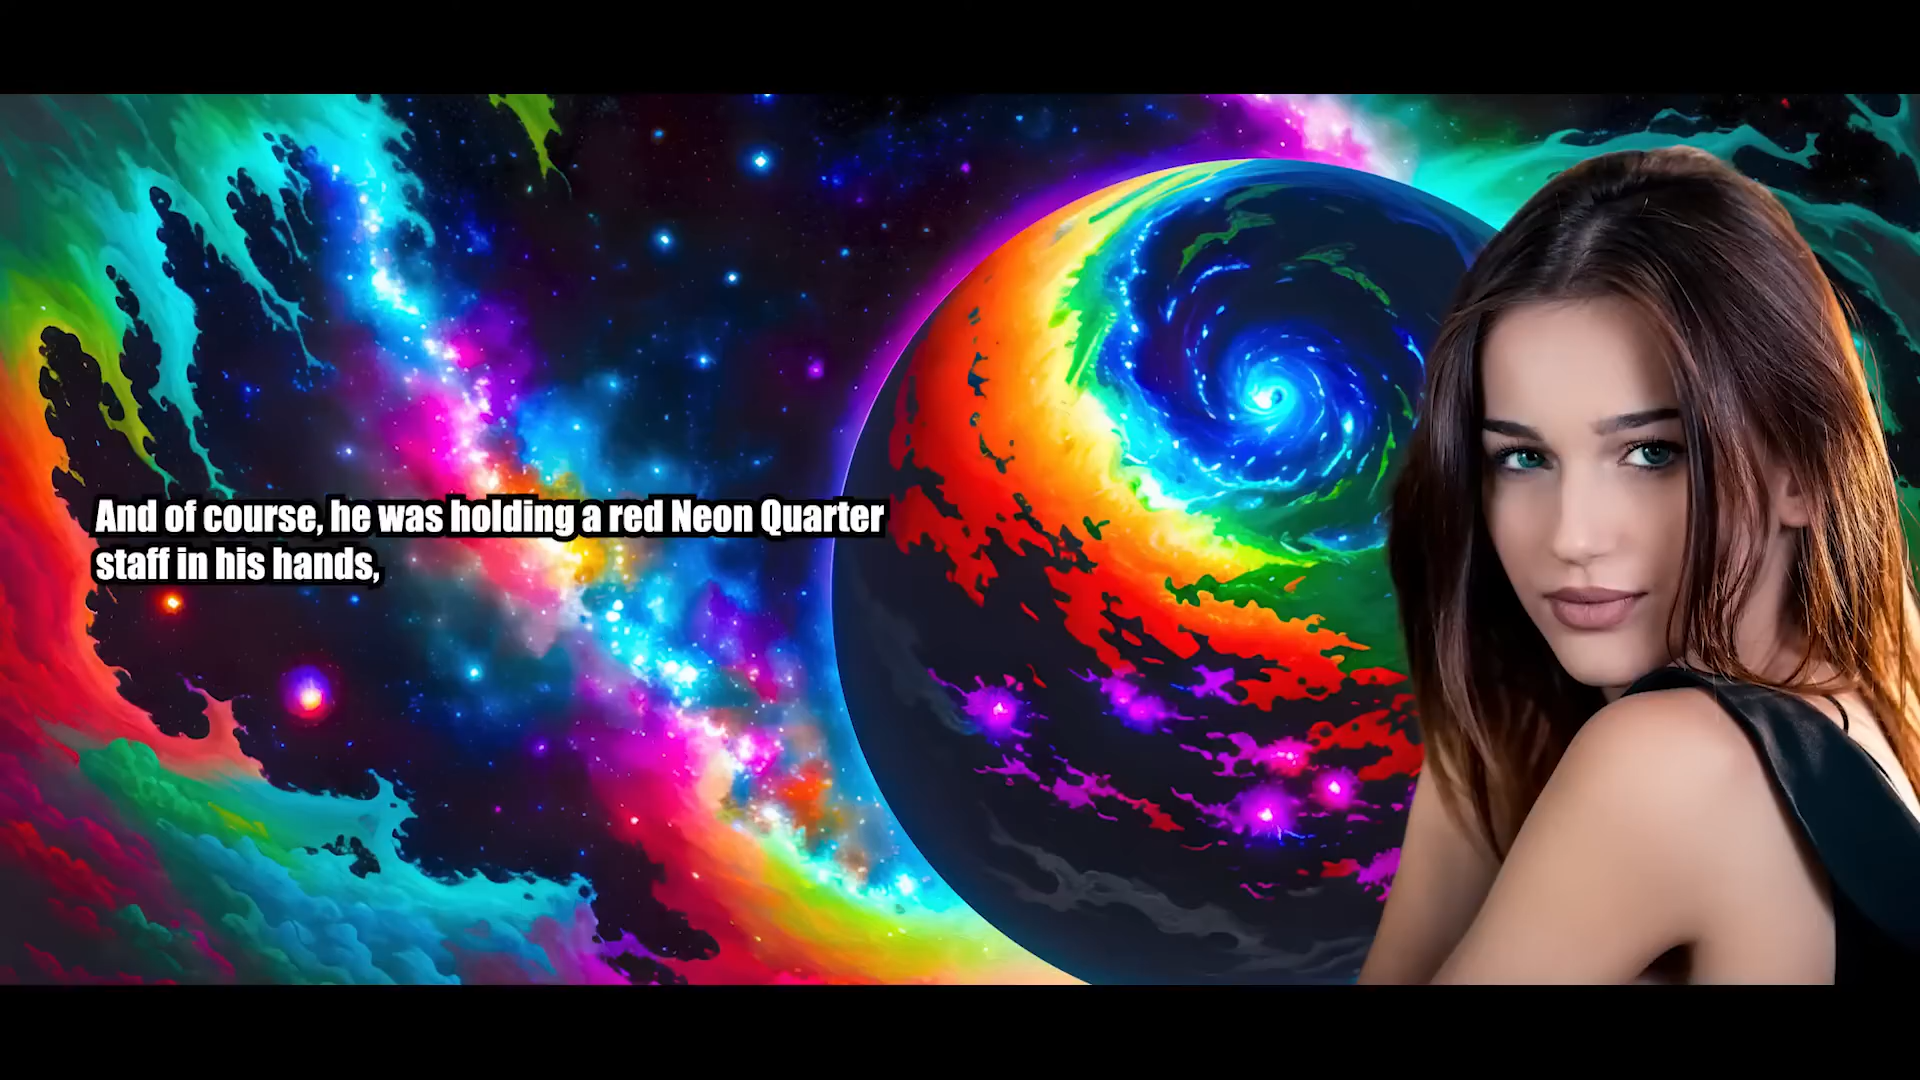 And of course, he was holding a red Neon Quarter
staff in his hands,